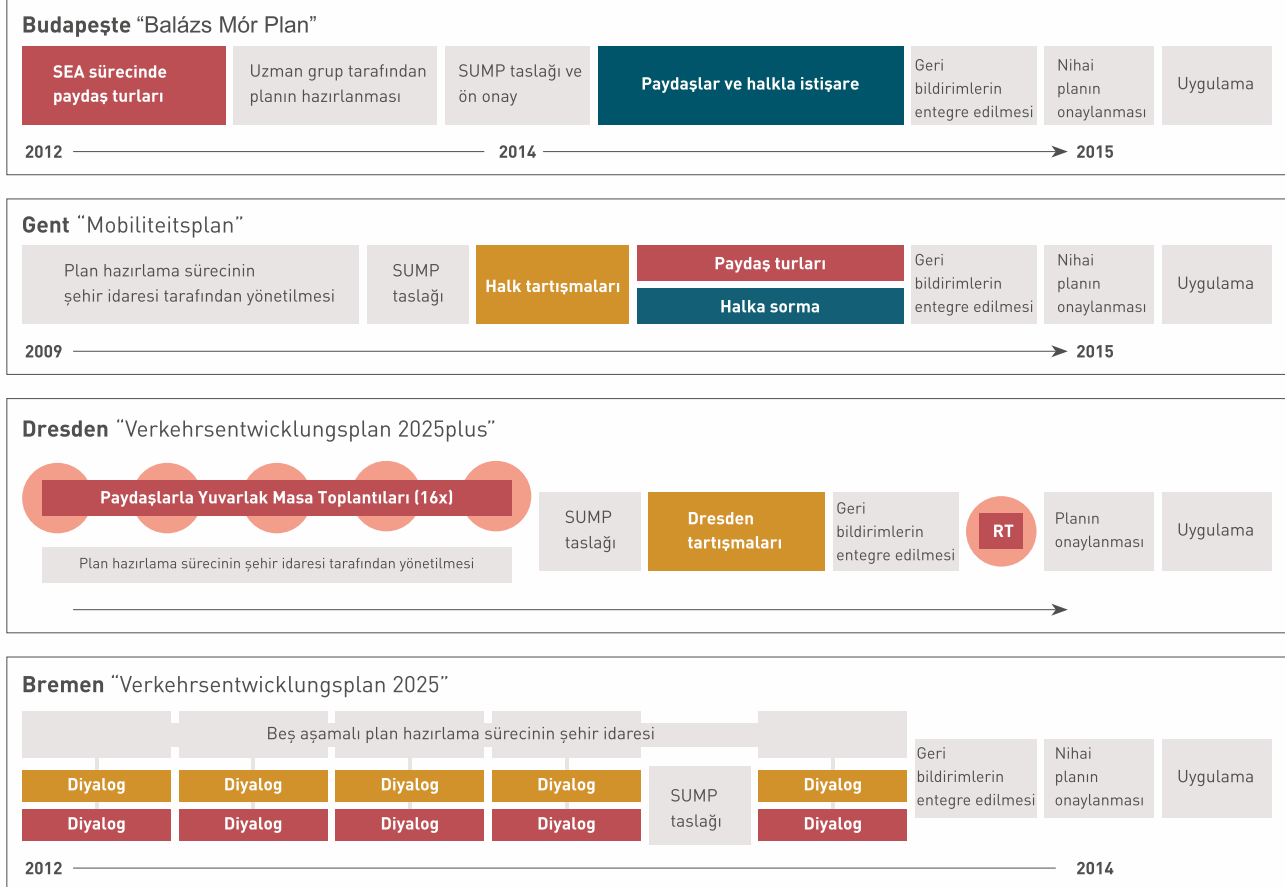 Budapeşte “Balázs Mór Plan”
SEA sürecinde
paydaş turları
Uzman grup tarafından
planın hazırlanması
SUMP taslağı ve
ön onay
Paydaşlar ve halkla istişare
Geri
bildirimlerin
entegre edilmesi
Nihai
planın
onaylanması
Uygulama
2012
2014
2015
Gent “Mobiliteitsplan”
Plan hazırlama sürecinin
şehir idaresi tarafından yönetilmesi
SUMP
taslağı
Halk tartışmaları
Paydaş turları
Halka sorma
Geri
bildirimlerin
entegre edilmesi
Nihai
planın
onaylanması
Uygulama
2009
2015
Dresden “Verkehrsentwicklungsplan 2025plus”
Paydaşlarla Yuvarlak Masa Toplantıları (16x)
Plan hazırlama sürecinin şehir idaresi tarafından yönetilmesi
SUMP
taslağı
Dresden
tartışmaları
Geri
bildirimlerin
entegre edilmesi
RT
Planın
onaylanması
Uygulama
Bremen “Verkehrsentwicklungsplan 2025”
Beş aşamalı plan hazırlama sürecinin şehir idaresi
Diyalog
Diyalog
Diyalog
Diyalog
Diyalog
Diyalog
Diyalog
Diyalog
Diyalog
Diyalog
SUMP
taslağı
Geri
bildirimlerin
entegre edilmesi
Nihai
planın
onaylanması
Uygulama
2012
2014